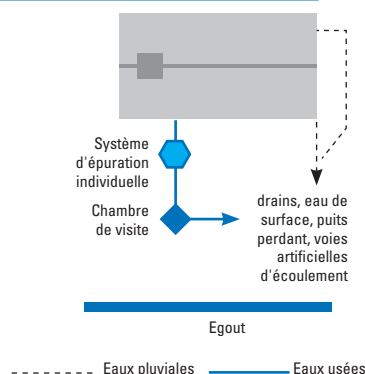 Système
d'épuration
individuelle
Chambre
de visite
drains, eau de
surface, puits
perdant, voies
artificielles
d'écoulement
Egout
Eaux pluviales
Eaux usées